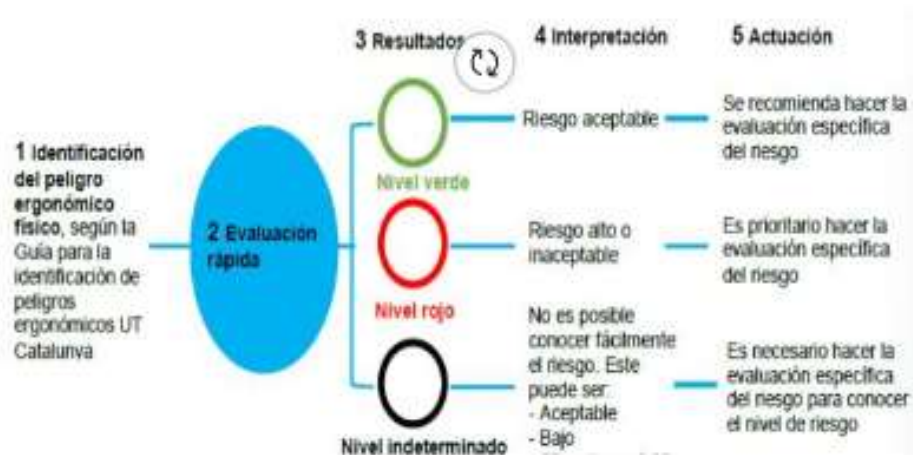 3 Resultados
4 Interpretación
5 Actuación
1 Identificación
del peligro
ergonómico
físico, según la
Guía para la
identificación de
peligros
ergonómicos UT
Catalunya
2 Evaluación
rápida
Nivel verde
Riesgo aceptable
Se recomienda hacer la
evaluación específica
del riesgo
Nivel rojo
Riesgo alto o
inaceptable
Es prioritario hacer la
evaluación específica
del riesgo
Nivel indeterminado
No es posible
conocer fácilmente
el riesgo. Este
puede ser:
- Aceptable
- Bajo
Es necesario hacer la
evaluación específica
del riesgo para conocer
el nivel de riesgo